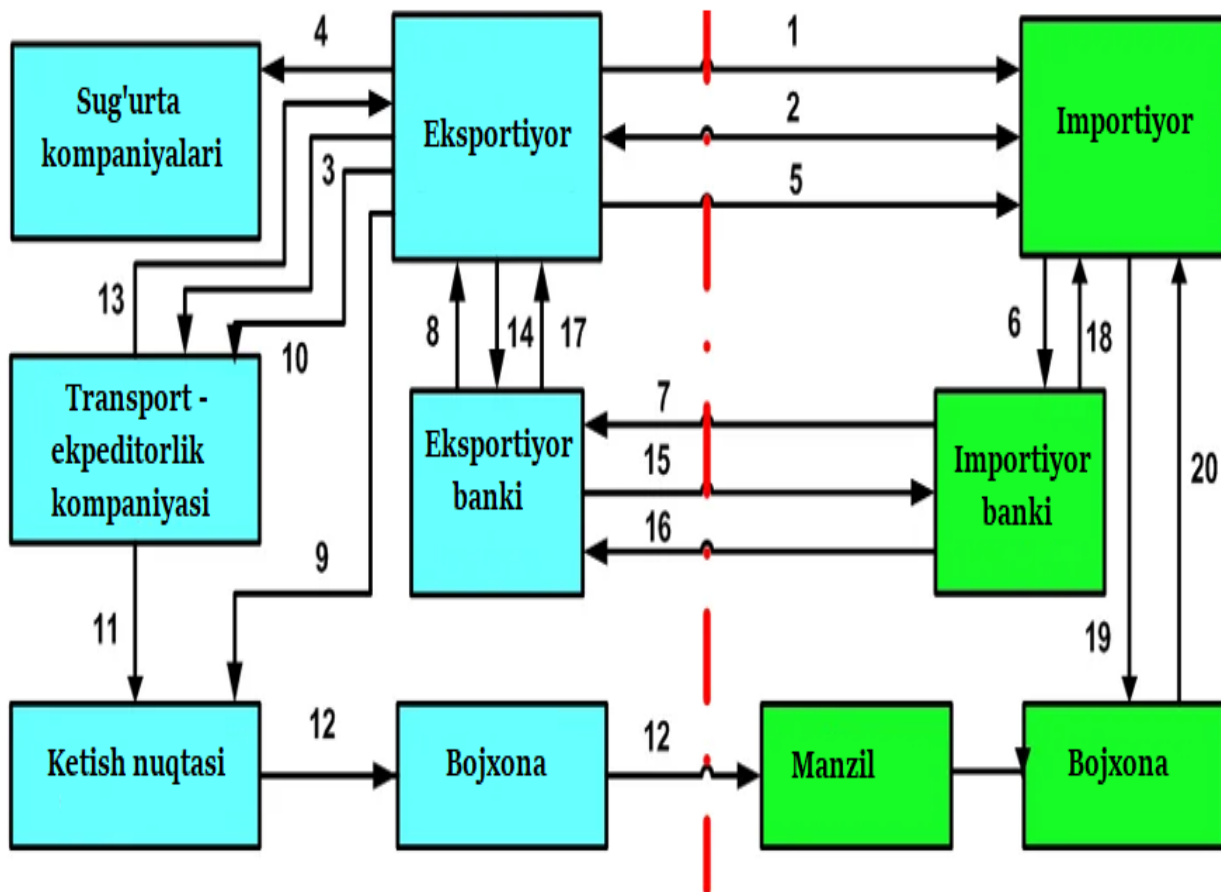 4
1
Sug'urta
kompaniyalari
Eksportiyor
2
Importiyor
3
5
13
10
8
14
17
6
18
Transport -
ekpeditorlik
kompaniyasi
7
Eksportiyor
banki
15
Importiyor
banki
20
16
9
11
19
Ketish nuqtasi
12
Bojxona
12
Manzil
Bojxona